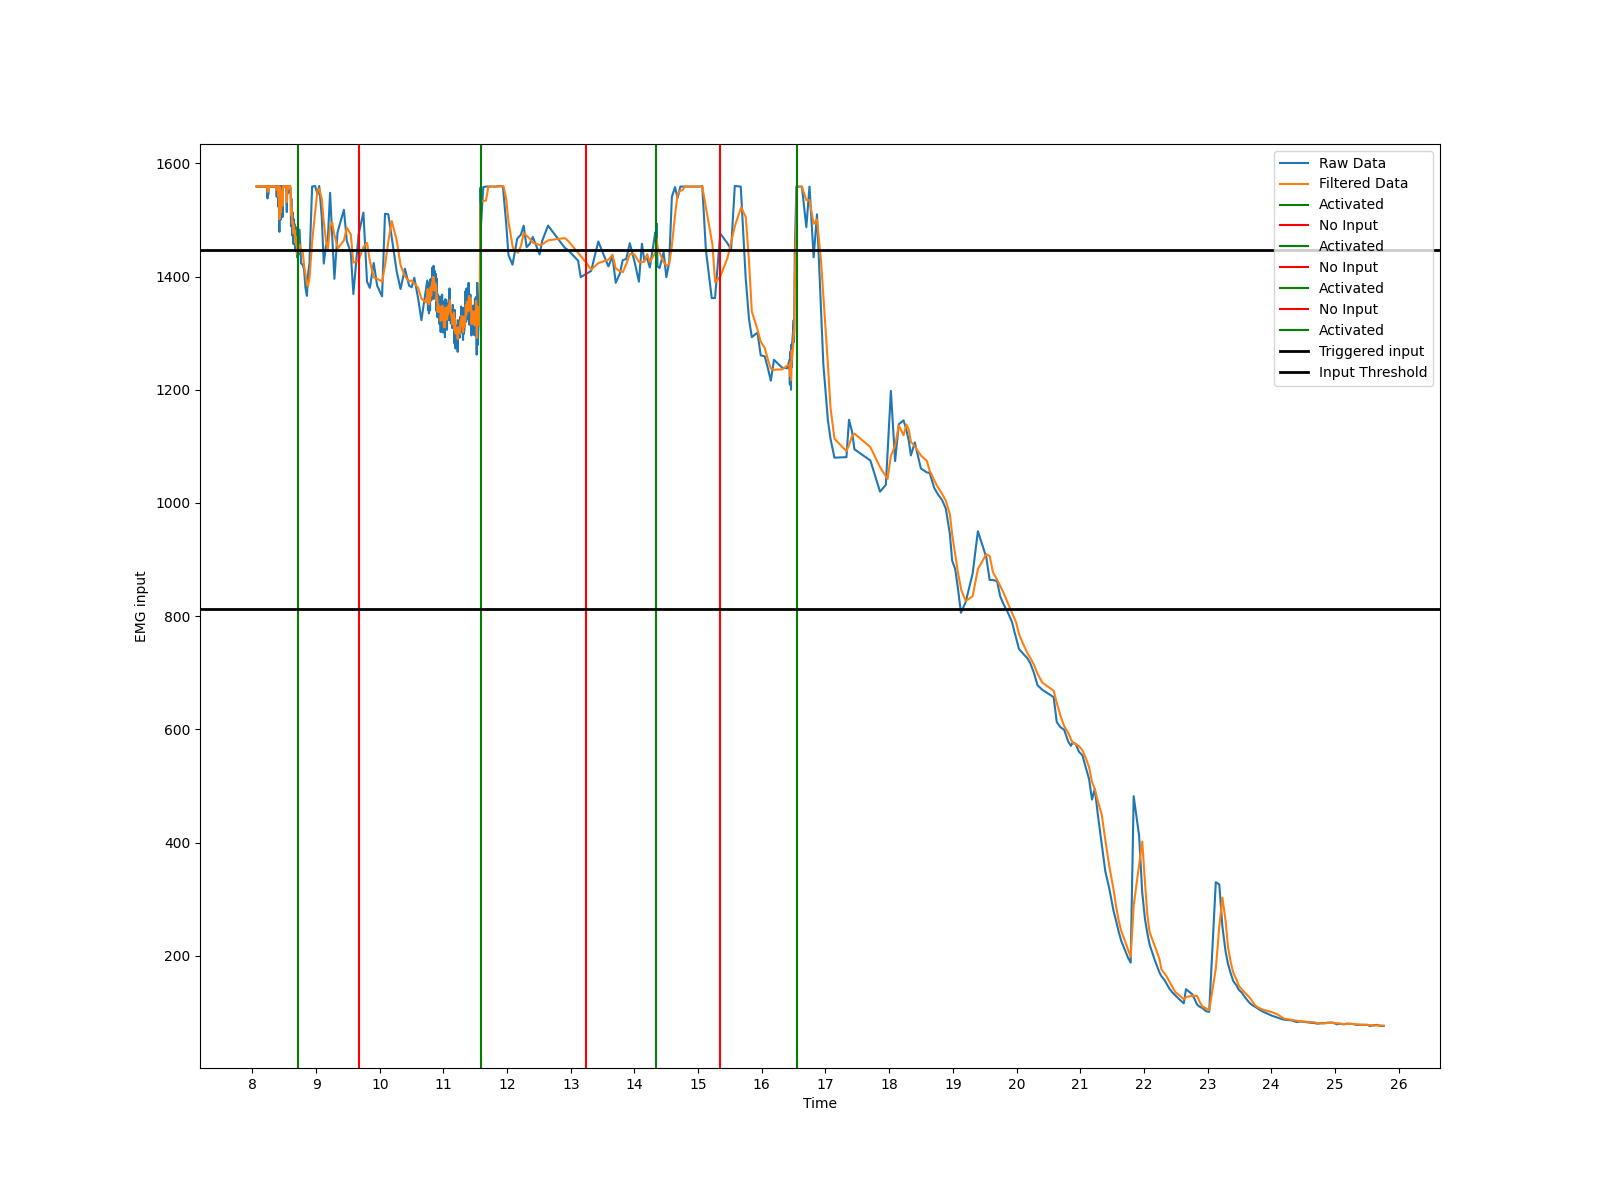 1600
1400
1200
1000
800
600
400
200
EMG input
8 9 10 11 12 13 14 15 16 17 18 19 20 21 22 23 24 25 26
Time
Raw Data
Filtered Data
Activated
No Input
Activated
No Input
Activated
No Input
Activated
Triggered input
Input Threshold